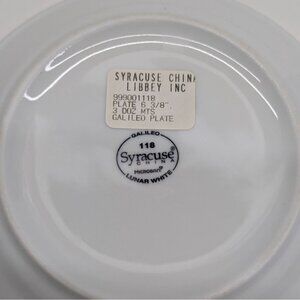 SYRACUSE CHINA
LIBBEY INC
999001118
PLATE 6 3/8".
3 DOZ MTS
GALILEO PLATE
GALILEO
118
Syracuse®
CHINA
MICROBAN®
LUNAR WHITE